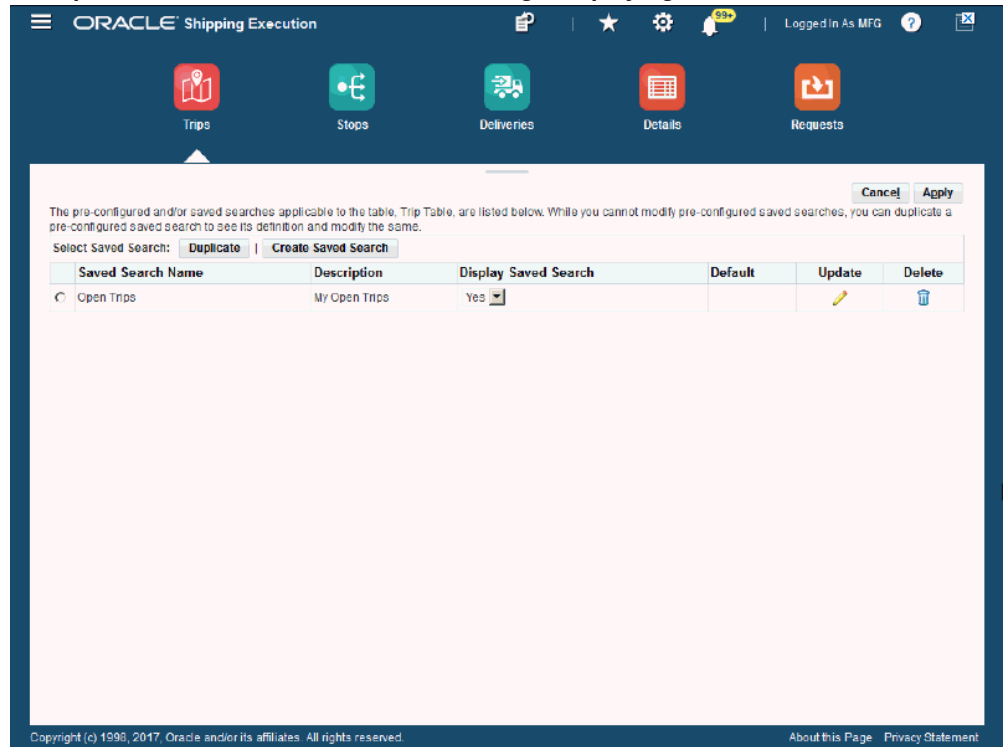 ORACLE Shipping Execution 99+ Logged In As MFG ?
Trips Stops Deliveries Details Requests
Cancel Apply
The pre-configured and/or saved searches applicable to the table, Trip Table, are listed below. While you cannot modify pre-configured saved searches, you can duplicate a
pre-configured saved search to see its definition and modify the same.
Select Saved Search: Duplicate | Create Saved Search
Saved Search Name Description Display Saved Search Default Update Delete
Open Trips My Open Trips Yes
Copyright (c) 1998, 2017, Oracle and/or its affiliates. All rights reserved. About this Page Privacy Statement